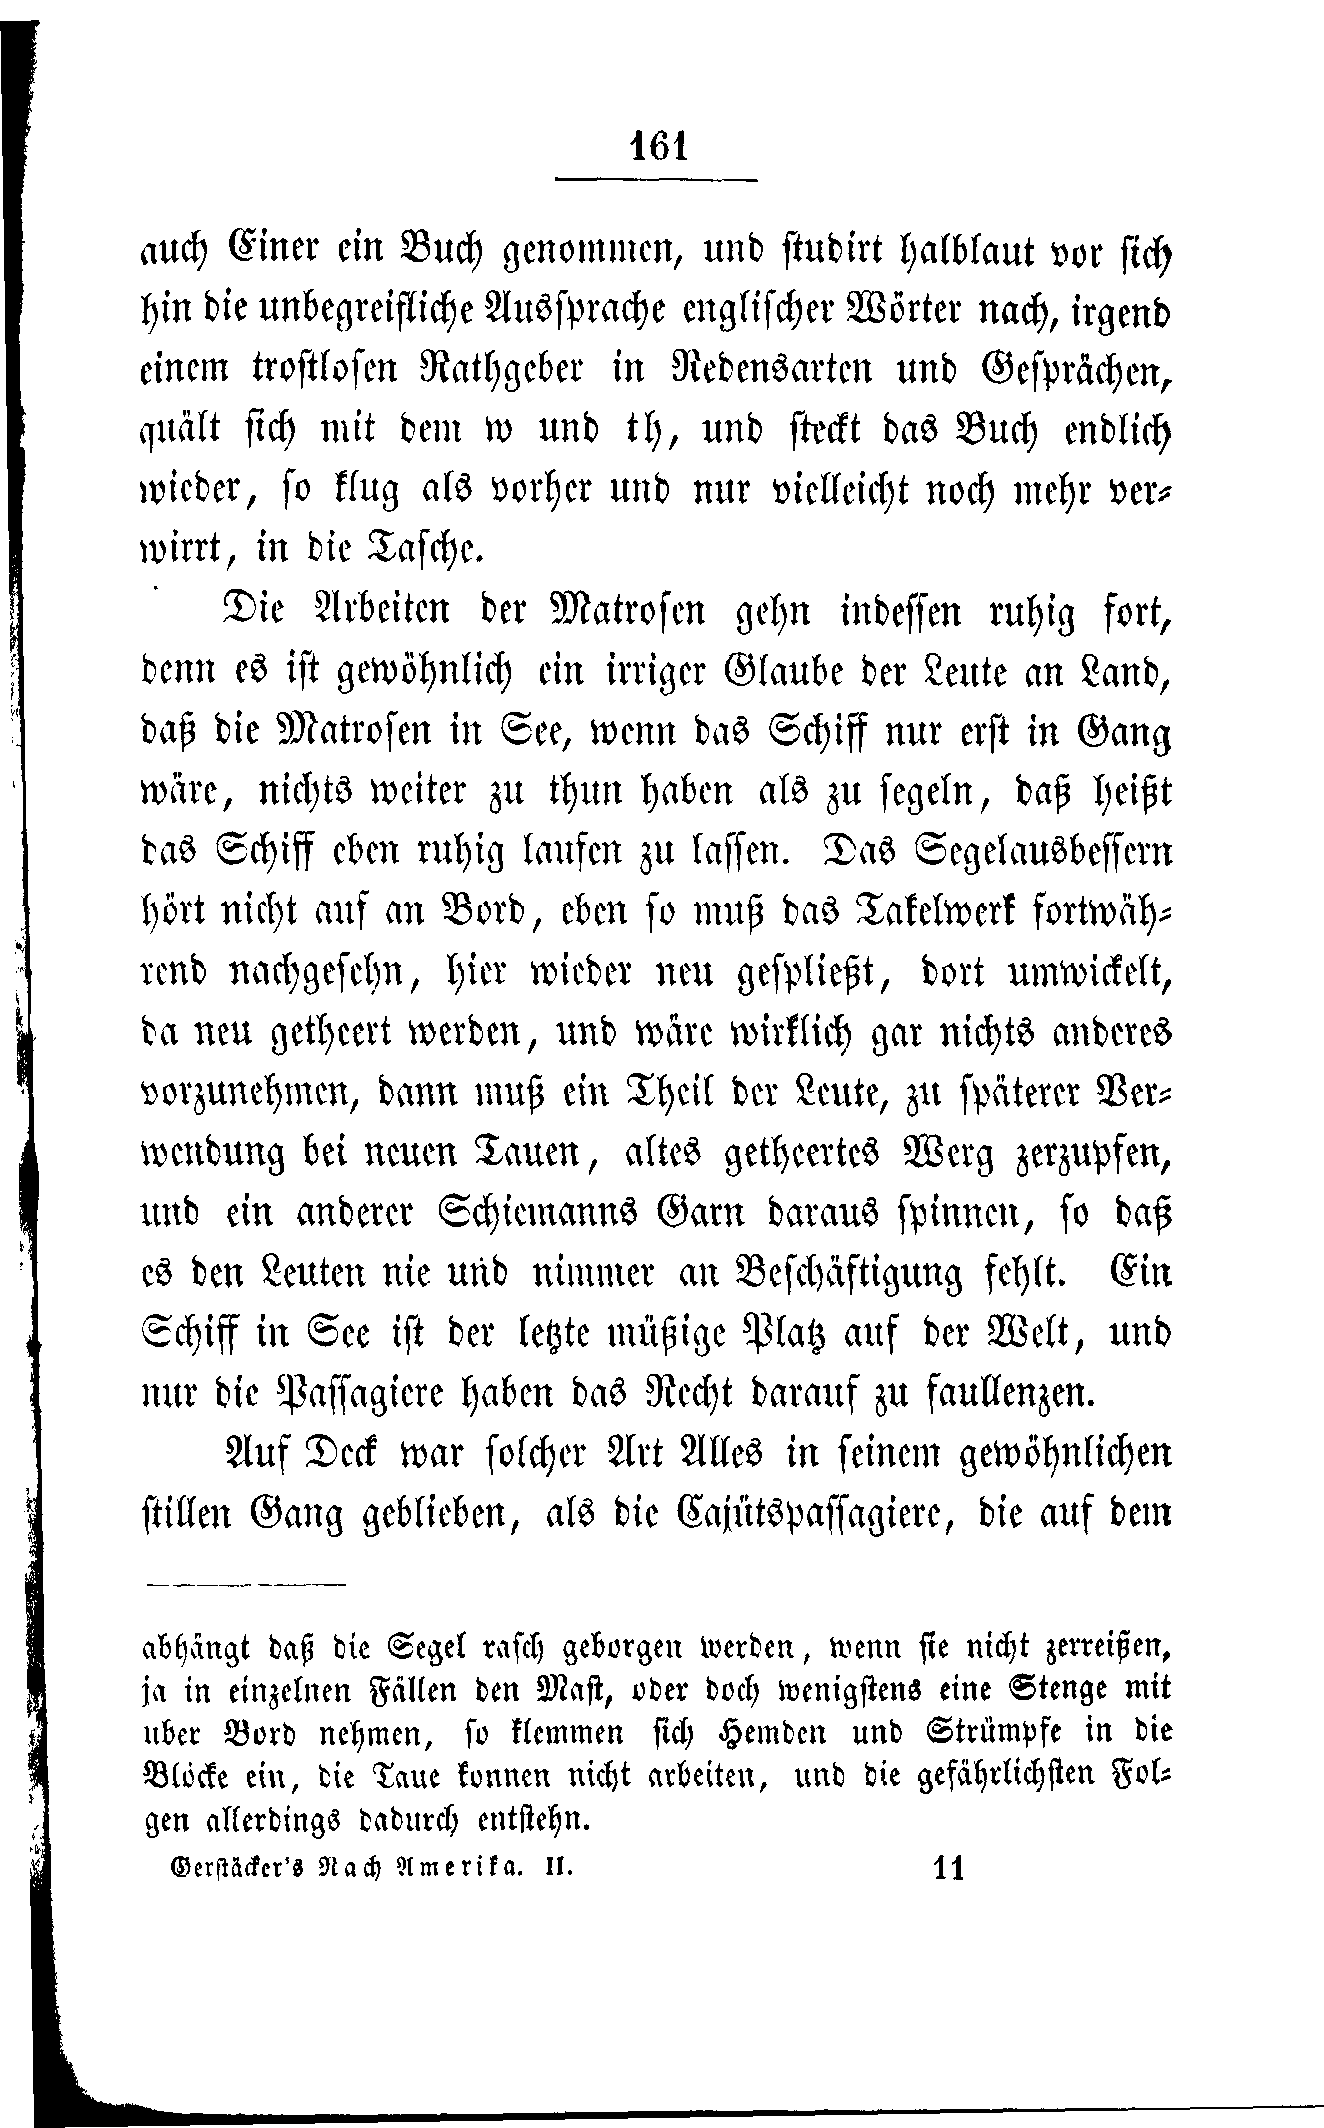 161
auch Einer ein Buch genommen, und studirt halblaut vor sich
hin die unbegreifliche Aussprache englischer Wörter nach, irgend
einem trostlosen Rathgeber in Redensarten und Gesprächen,
quält sich mit dem w und th, und steckt das Buch endlich
wieder, so klug als vorher und nur vielleicht noch mehr ver-
wirrt, in die Tasche.
Die Arbeiten der Matrosen gehn indessen ruhig fort,
denn es ist gewöhnlich ein irriger Glaube der Leute an Land,
daß die Matrosen in See, wenn das Schiff nur erst in Gang
wäre, nichts weiter zu thun haben als zu segeln, daß heißt
das Schiff eben ruhig laufen zu lassen. Das Segelausbessern
hört nicht auf an Bord, eben so muß das Takelwerk fortwäh-
rend nachgesehn, hier wieder neu gespließt, dort umwickelt,
da neu getheert werden, und wäre wirklich gar nichts anderes
vorzunehmen, dann muß ein Theil der Leute, zu späterer Ver-
wendung bei neuen Tauen, altes getheertes Werg zerzupfen,
und ein anderer Schiemanns Garn daraus spinnen, so daß
es den Leuten nie und nimmer an Beschäftigung fehlt. Ein
Schiff in See ist der letzte müßige Platz auf der Welt, und
nur die Passagiere haben das Recht darauf zu faullenzen.
Auf Deck war solcher Art Alles in seinem gewöhnlichen
stillen Gang geblieben, als die Cajütspassagiere, die auf dem
abhängt daß die Segel rasch geborgen werden, wenn sie nicht zerreißen,
ja in einzelnen Fällen den Mast, oder doch wenigstens eine Stenge mit
uber Bord nehmen, so klemmen sich Hemden und Strümpfe in die
Blöcke ein, die Taue konnen nicht arbeiten, und die gefährlichsten Fol-
gen allerdings dadurch entstehn.
Gerstäcker's Nach Amerika. II. 11